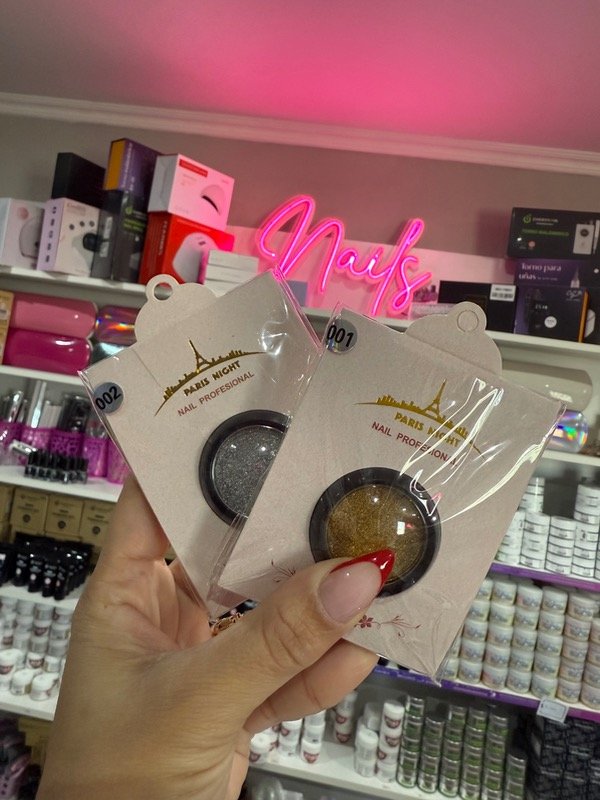 Nails
Torno para
uñas
002
PARIS NIGHT
NAIL PROFESIONAL
001
PARIS NIGHT
NAIL PROFESIONAL